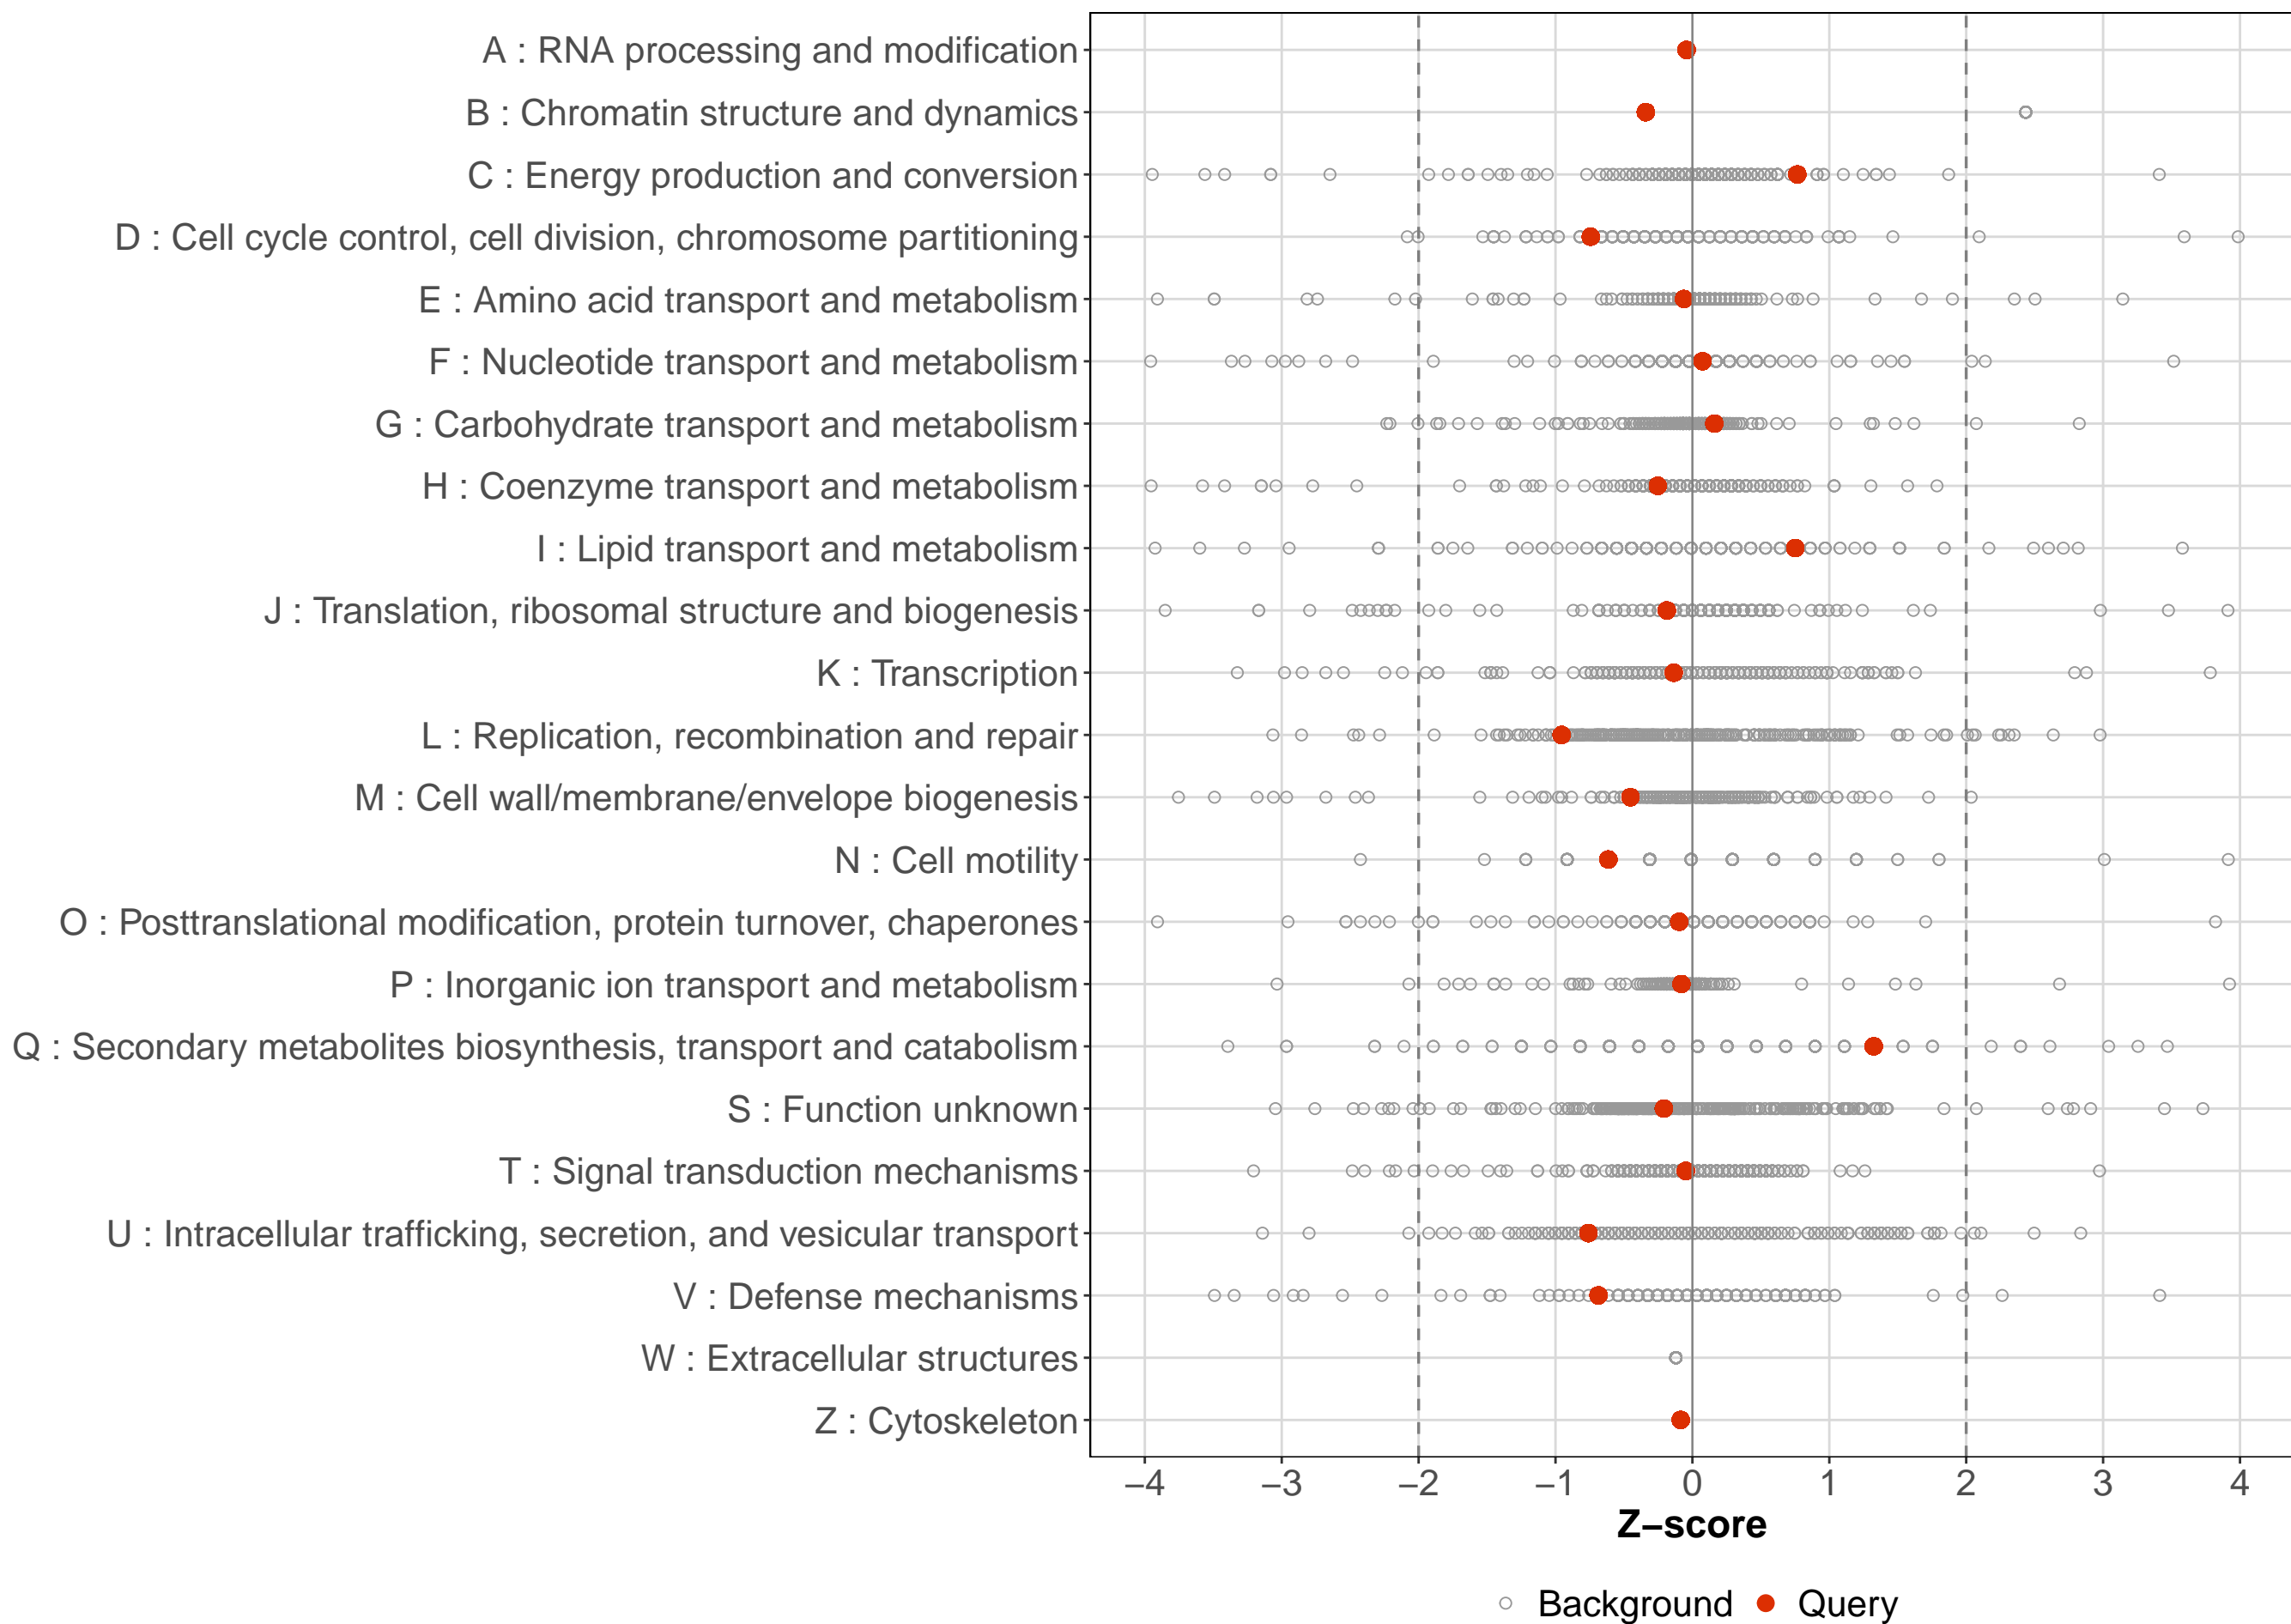 A : RNA processing and modification
B : Chromatin structure and dynamics
C : Energy production and conversion
D : Cell cycle control, cell division, chromosome partitioning
E : Amino acid transport and metabolism
F : Nucleotide transport and metabolism
G : Carbohydrate transport and metabolism
H : Coenzyme transport and metabolism
I : Lipid transport and metabolism
J : Translation, ribosomal structure and biogenesis
K : Transcription
L : Replication, recombination and repair
M : Cell wall/membrane/envelope biogenesis
N : Cell motility
O : Posttranslational modification, protein turnover, chaperones
P : Inorganic ion transport and metabolism
Q : Secondary metabolites biosynthesis, transport and catabolism
S : Function unknown
T : Signal transduction mechanisms
U : Intracellular trafficking, secretion, and vesicular transport
V : Defense mechanisms
W : Extracellular structures
Z : Cytoskeleton
−4 −3 −2 −1 0 1 2 3 4
Z−score
Background Query